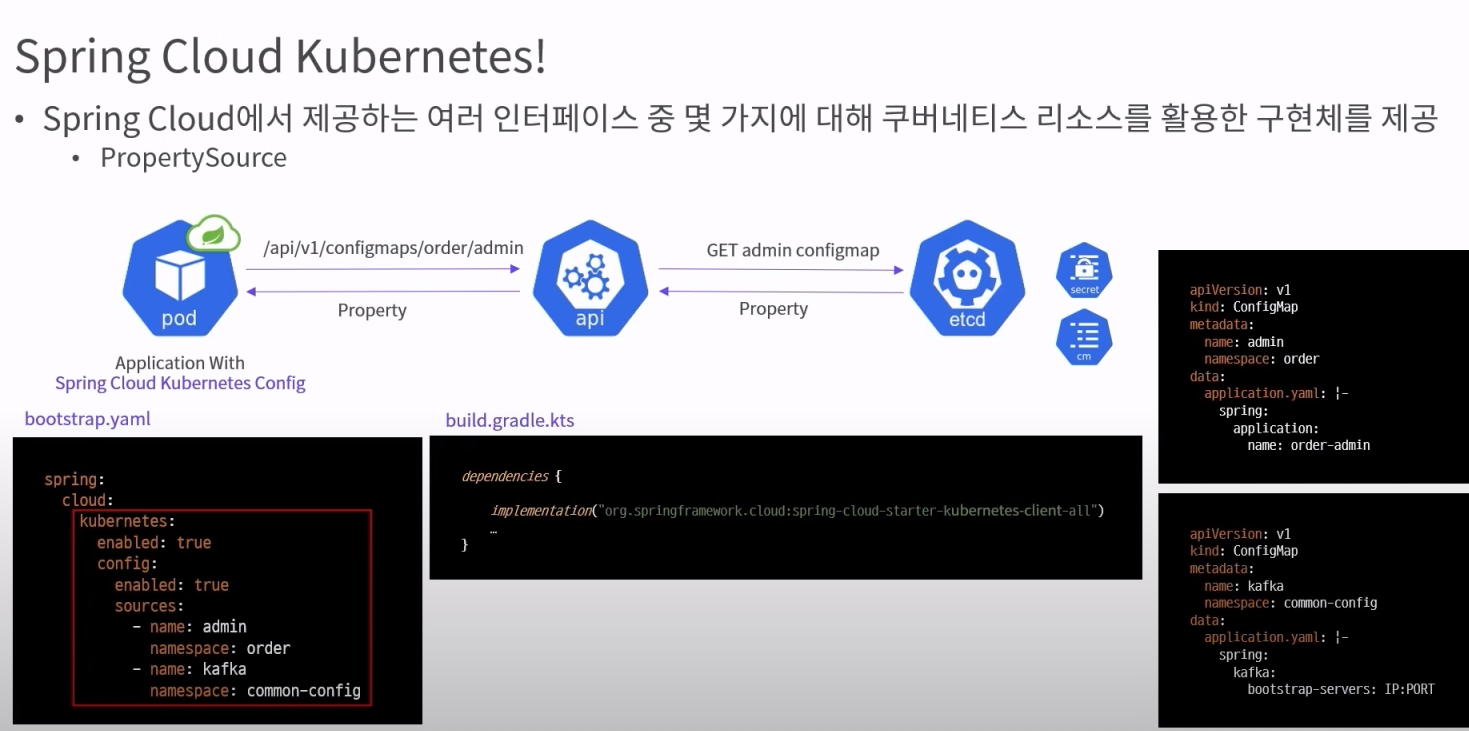 Spring Cloud Kubernetes!
• Spring Cloud에서 제공하는 여러 인터페이스 중 몇 가지에 대해 쿠버네티스 리소스를 활용한 구현체를 제공
• PropertySource
/api/v1/configmaps/order/admin
Property
pod
Application With
Spring Cloud Kubernetes Config
api
GET admin configmap
Property
etcd
secret
cm
bootstrap.yaml
spring:
cloud:
kubernetes:
enabled: true
config:
enabled: true
sources:
- name: admin
namespace: order
- name: kafka
namespace: common-config
build.gradle.kts
dependencies {
implementation("org.springframework.cloud:spring-cloud-starter-kubernetes-client-all")
…
}
apiVersion: v1
kind: ConfigMap
metadata:
name: admin
namespace: order
data:
application.yaml: ¦-
spring:
application:
name: order-admin
apiVersion: v1
kind: ConfigMap
metadata:
name: kafka
namespace: common-config
data:
application.yaml: ¦-
spring:
kafka:
bootstrap-servers: IP:PORT